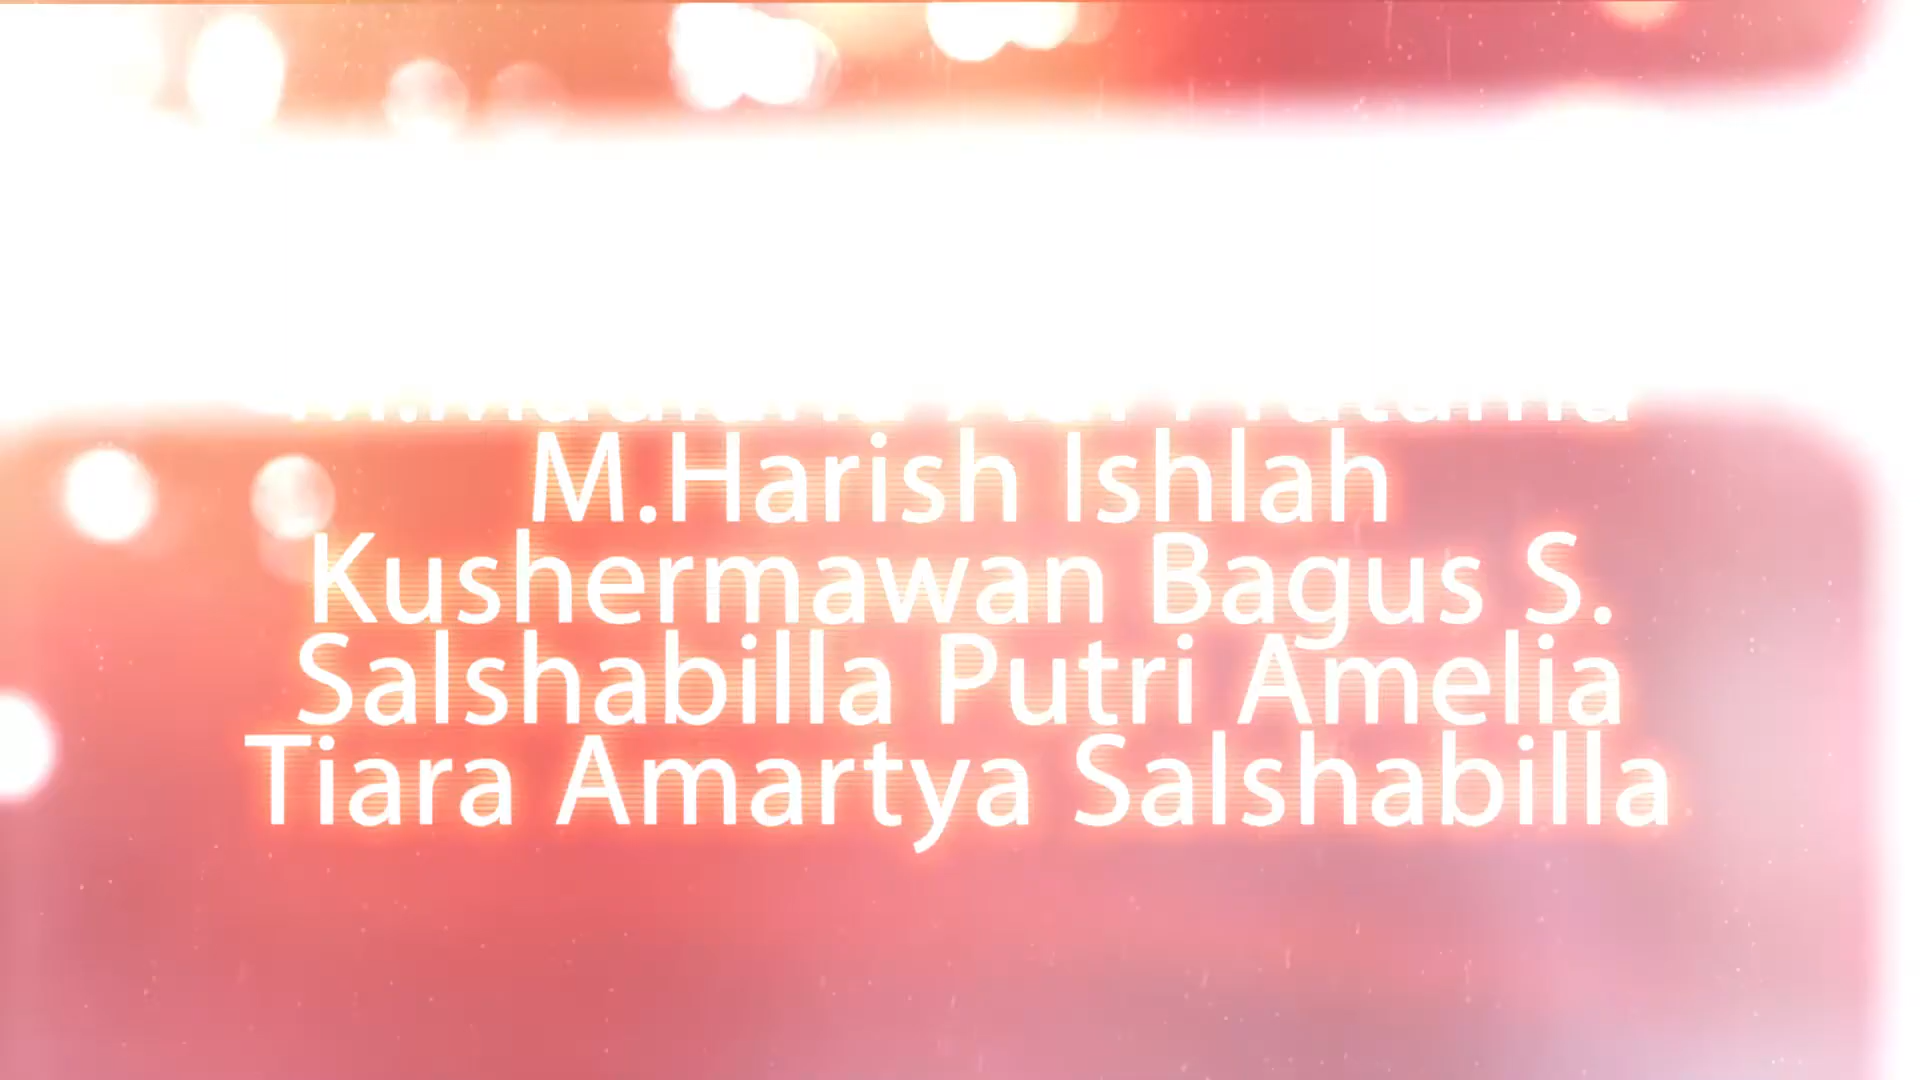 M.Harish Ishlah
Kushermawan Bagus S.
Salshabilla Putri Amelia
Tiara Amartya Salshabilla